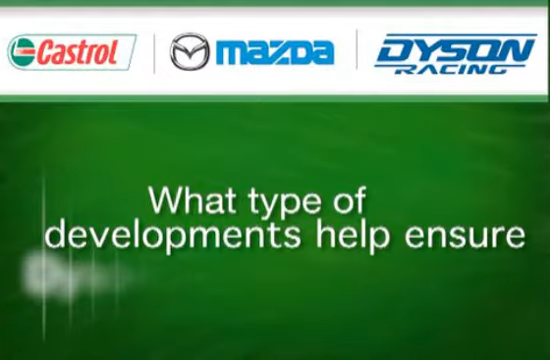 Castrol mazda DYSON
RACING
What type of
developments help ensure